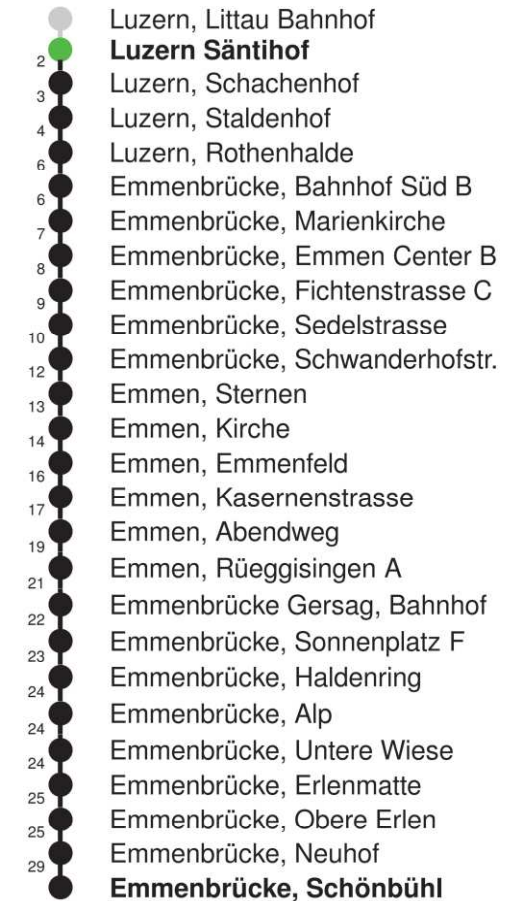 Luzern, Littau Bahnhof
Luzern Säntihof
2
Luzern, Schachenhof
3
Luzern, Staldenhof
4
Luzern, Rothenhalde
6
Emmenbrücke, Bahnhof Süd B
6
Emmenbrücke, Marienkirche
7
Emmenbrücke, Emmen Center B
8
Emmenbrücke, Fichtenstrasse C
9
Emmenbrücke, Sedelstrasse
10
Emmenbrücke, Schwanderhofstr.
12
Emmen, Sternen
13
Emmen, Kirche
14
Emmen, Emmenfeld
16
Emmen, Kasernenstrasse
17
Emmen, Abendweg
19
Emmen, Rüeggisingen A
21
Emmenbrücke Gersag, Bahnhof
22
Emmenbrücke, Sonnenplatz F
23
Emmenbrücke, Haldenring
24
Emmenbrücke, Alp
24
Emmenbrücke, Untere Wiese
24
Emmenbrücke, Erlenmatte
25
Emmenbrücke, Obere Erlen
25
Emmenbrücke, Neuhof
29
Emmenbrücke, Schönbühl